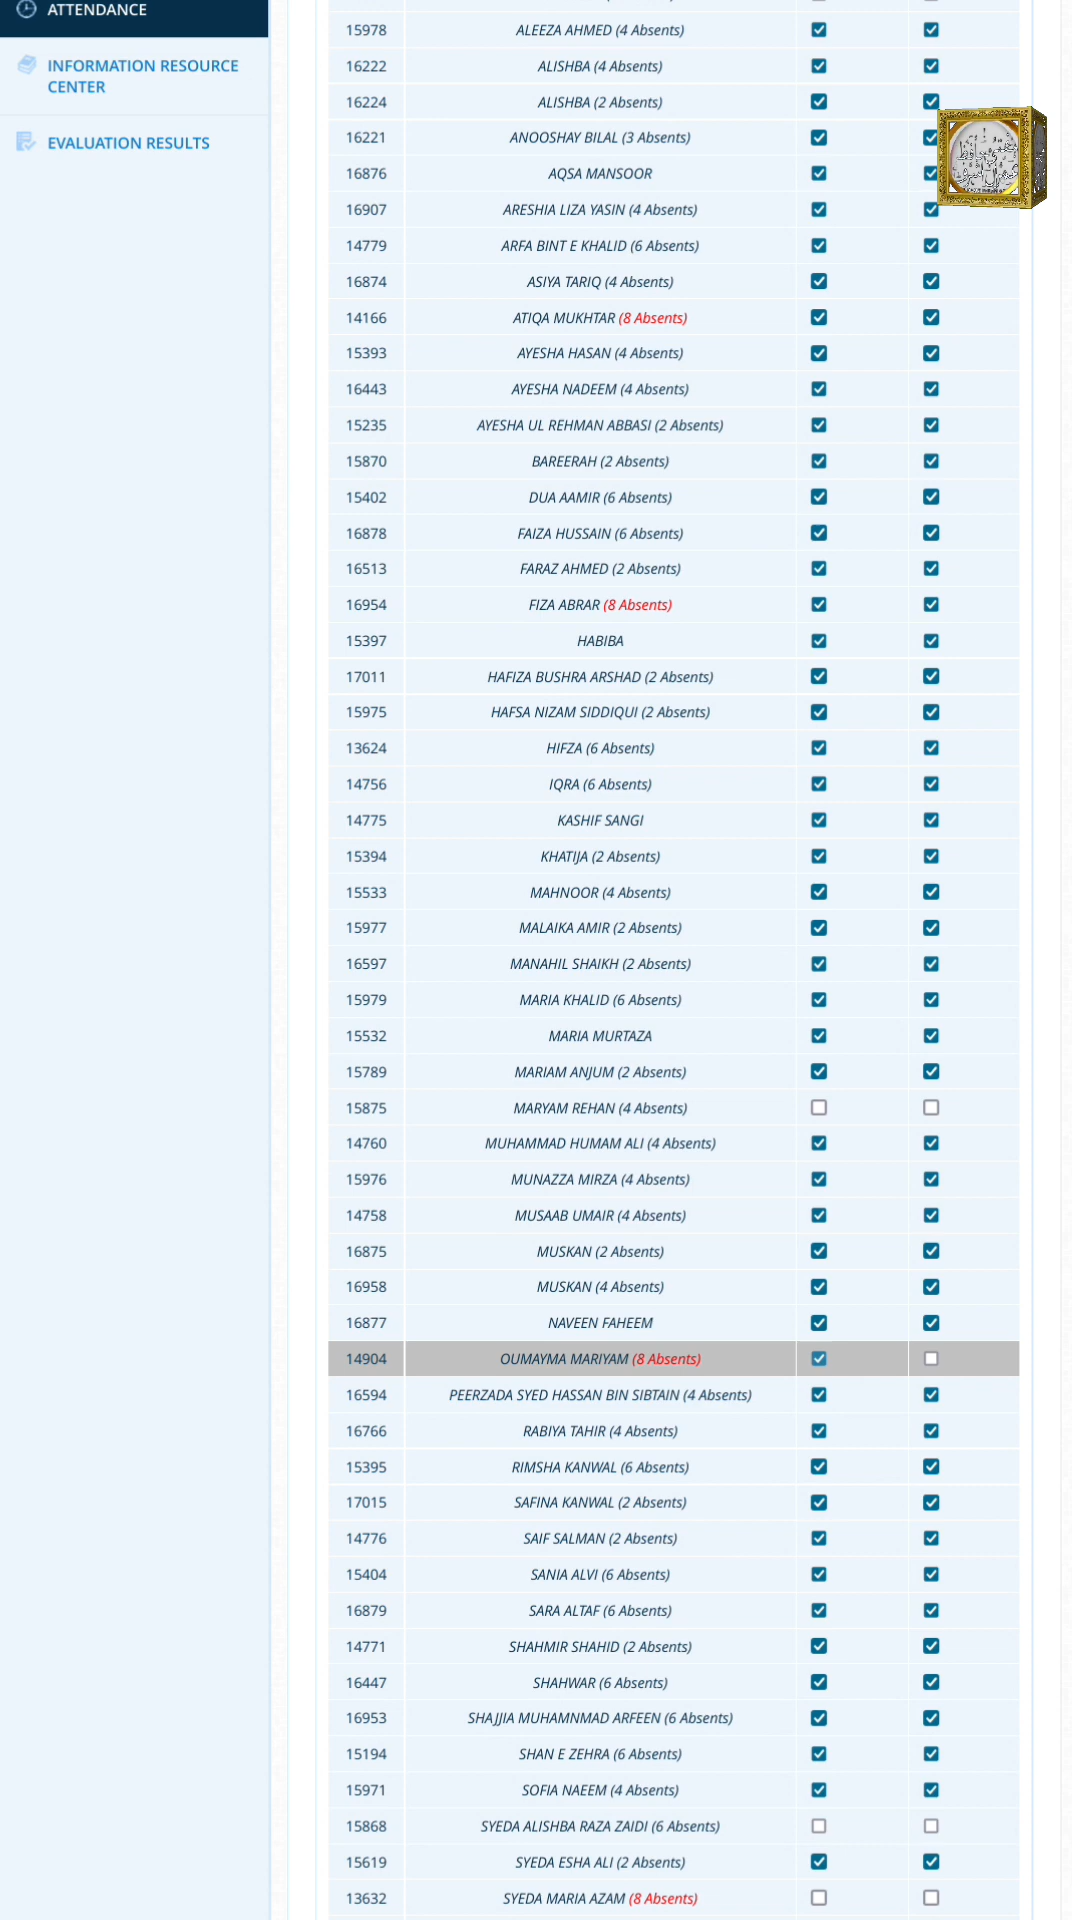 ATTENDANCE
INFORMATION RESOURCE
CENTER
EVALUATION RESULTS
15978 ALEEZA AHMED (4 Absents)
16222 ALISHBA (4 Absents)
16224 ALISHBA (2 Absents)
16221 ANOOSHAY BILAL (3 Absents)
16876 AQSA MANSOOR
16907 ARESHIA LIZA YASIN (4 Absents)
14779 ARFA BINT E KHALID (6 Absents)
16874 ASIYA TARIQ (4 Absents)
14166 ATIQA MUKHTAR (8 Absents)
15393 AYESHA HASAN (4 Absents)
16443 AYESHA NADEEM (4 Absents)
15235 AYESHA UL REHMAN ABBASI (2 Absents)
15870 BAREERAH (2 Absents)
15402 DUA AAMIR (6 Absents)
16878 FAIZA HUSSAIN (6 Absents)
16513 FARAZ AHMED (2 Absents)
16954 FIZA ABRAR (8 Absents)
15397 HABIBA
17011 HAFIZA BUSHRA ARSHAD (2 Absents)
15975 HAFSA NIZAM SIDDIQUI (2 Absents)
13624 HIFZA (6 Absents)
14756 IQRA (6 Absents)
14775 KASHIF SANGI
15394 KHATIJA (2 Absents)
15533 MAHNOOR (4 Absents)
15977 MALAIKA AMIR (2 Absents)
16597 MANAHIL SHAIKH (2 Absents)
15979 MARIA KHALID (6 Absents)
15532 MARIA MURTAZA
15789 MARIAM ANJUM (2 Absents)
15875 MARYAM REHAN (4 Absents)
14760 MUHAMMAD HUMAM ALI (4 Absents)
15976 MUNAZZA MIRZA (4 Absents)
14758 MUSAAB UMAIR (4 Absents)
16875 MUSKAN (2 Absents)
16958 MUSKAN (4 Absents)
16877 NAVEEN FAHEEM
14904 OUMAYMA MARIYAM (8 Absents)
16594 PEERZADA SYED HASSAN BIN SIBTAIN (4 Absents)
16766 RABIYA TAHIR (4 Absents)
15395 RIMSHA KANWAL (6 Absents)
17015 SAFINA KANWAL (2 Absents)
14776 SAIF SALMAN (2 Absents)
15404 SANIA ALVI (6 Absents)
16879 SARA ALTAF (6 Absents)
14771 SHAHMIR SHAHID (2 Absents)
16447 SHAHWAR (6 Absents)
16953 SHAJJIA MUHAMNMAD ARFEEN (6 Absents)
15194 SHAN E ZEHRA (6 Absents)
15971 SOFIA NAEEM (4 Absents)
15868 SYEDA ALISHBA RAZA ZAIDI (6 Absents)
15619 SYEDA ESHA ALI (2 Absents)
13632 SYEDA MARIA AZAM (8 Absents)